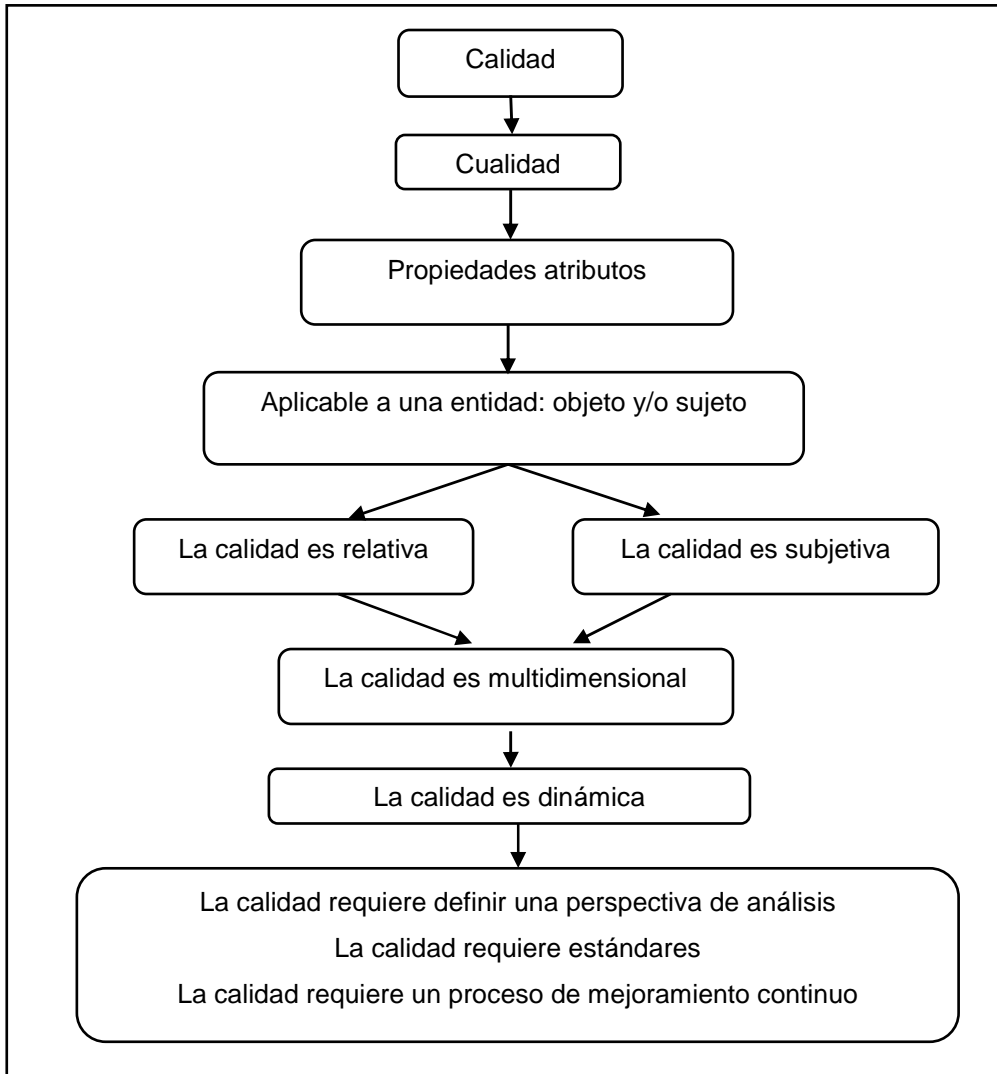 Calidad
Cualidad
Propiedades atributos
Aplicable a una entidad: objeto y/o sujeto
La calidad es relativa
La calidad es subjetiva
La calidad es multidimensional
La calidad es dinámica
La calidad requiere definir una perspectiva de análisis
La calidad requiere estándares
La calidad requiere un proceso de mejoramiento continuo